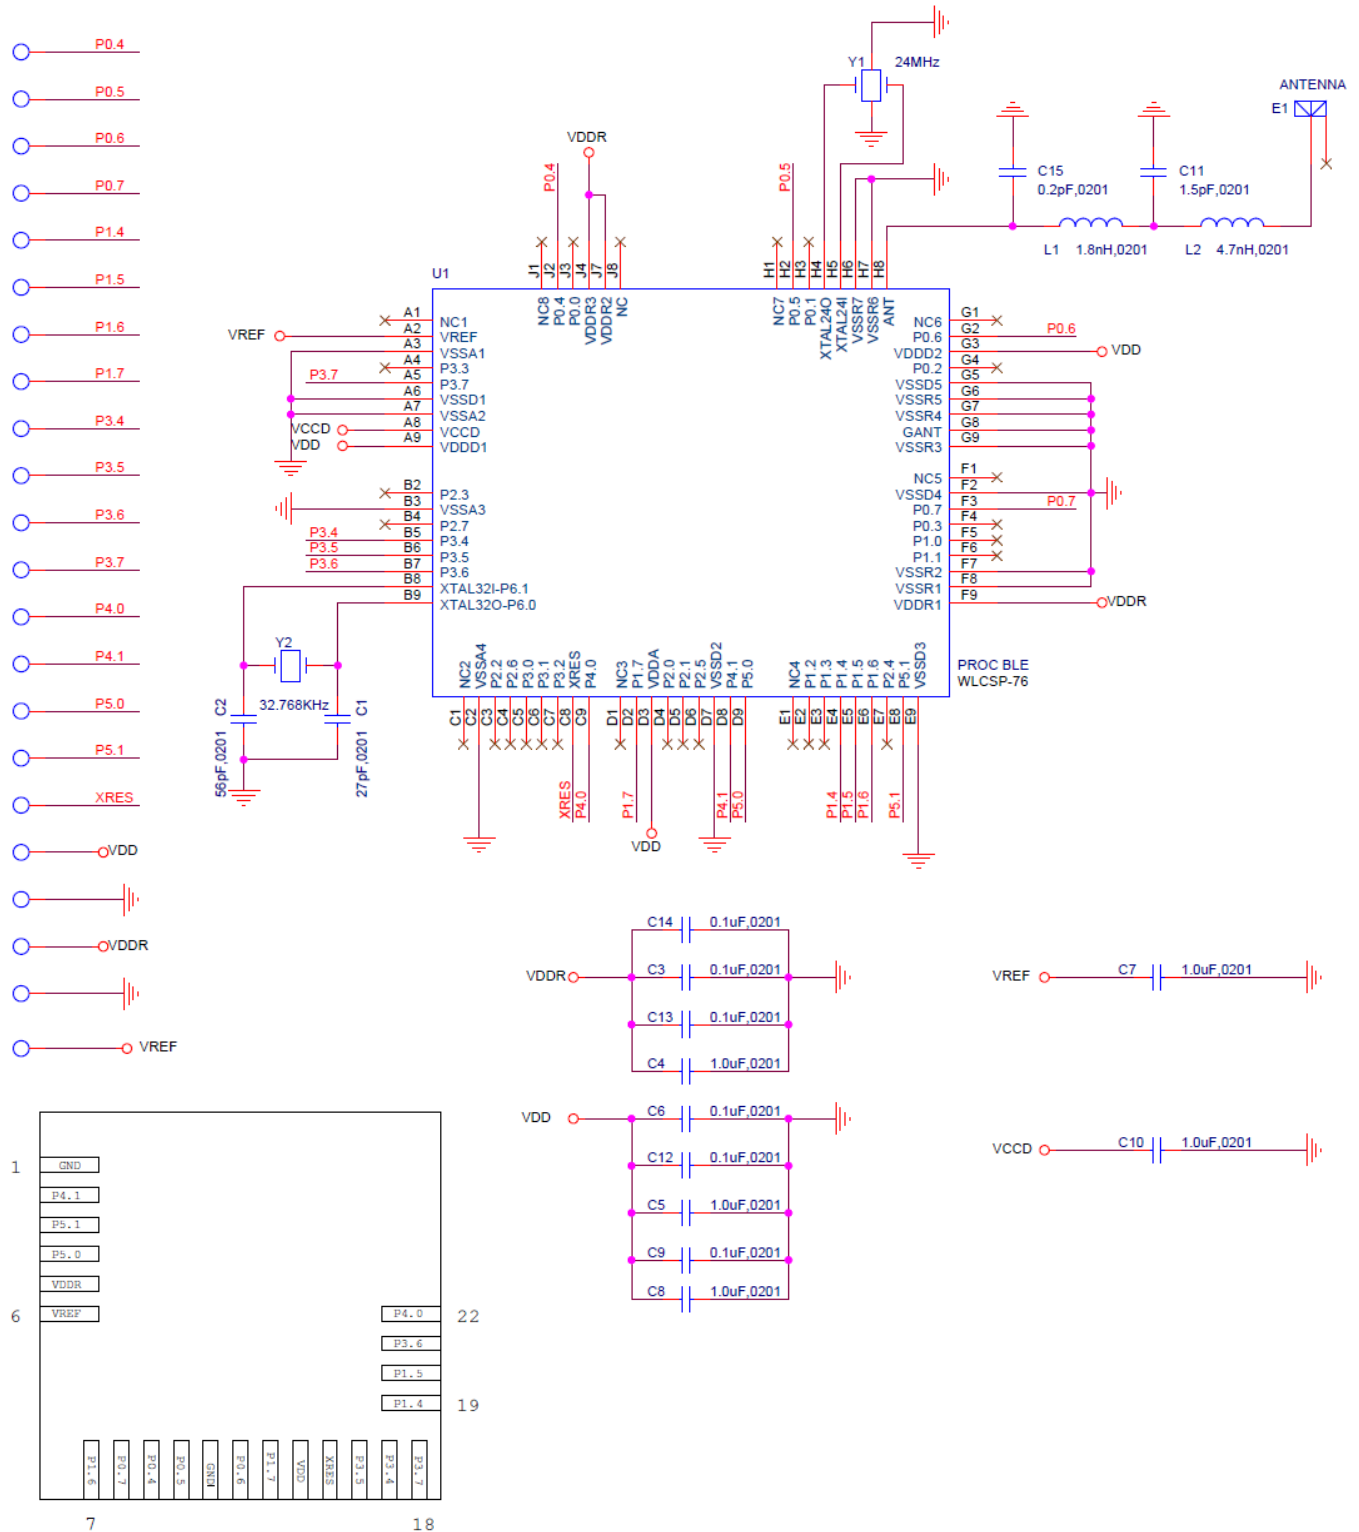 P0.4
P0.5
P0.6
P0.7
P1.4
P1.5
P1.6
P1.7
P3.4
P3.5
P3.6
P3.7
P4.0
P4.1
P5.0
P5.1
XRES
VDD
VDDR
VREF
Y1 24MHz
ANTENNA
E1
C15
0.2pF,0201
C11
1.5pF,0201
L1 1.8nH,0201
L2 4.7nH,0201
VDDR
P0.4
P0.5
U1
J1 J2 J3 J4 J7 J8
NC8 P0.4 P0.0 VDDR3 VDDR2 NC
H1 H2 H3 H4 H5 H6 H7 H8
NC7 P0.5 P0.1 XTAL24O XTAL24I VSSR7 VSSR6 ANT
A1 NC1
VREF A2 VREF
A3 VSSA1
A4 P3.3
P3.7 A5 P3.7
A6 VSSD1
A7 VSSA2
VCCD A8 VCCD
VDD A9 VDDD1
B2 P2.3
B3 VSSA3
B4 P2.7
P3.4 B5 P3.4
P3.5 B6 P3.5
P3.6 B7 P3.6
B8 XTAL32I-P6.1
B9 XTAL32O-P6.0
NC6 G1
P0.6 G2 P0.6
VDDD2 G3 VDD
P0.2 G4
VSSD5 G5
VSSR5 G6
VSSR4 G7
GANT G8
VSSR3 G9
NC5 F1
VSSD4 F2
P0.7 F3 P0.7
P0.3 F4
P1.0 F5
P1.1 F6
VSSR2 F7
VSSR1 F8
VDDR1 F9 VDDR
Y2
32.768KHz
C2
56pF,0201
C1
27pF,0201
NC2 VSSA4 P2.2 P2.6 P3.0 P3.1 P3.2 XRES P4.0
C1 C2 C3 C4 C5 C6 C7 C8 C9
XRES P4.0
NC3 P1.7 VDDA P2.0 P2.1 P2.5 VSSD2 P4.1 P5.0
D1 D2 D3 D4 D5 D6 D7 D8 D9
P1.7 VDD P4.1 P5.0
NC4 P1.2 P1.3 P1.4 P1.5 P1.6 P2.4 P5.1 VSSD3
E1 E2 E3 E4 E5 E6 E7 E8 E9
P1.4 P1.5 P1.6 P5.1
PROC BLE
WLCSP-76
C14 0.1uF,0201
VDDR C3 0.1uF,0201
C13 0.1uF,0201
C4 1.0uF,0201
VDD C6 0.1uF,0201
C12 0.1uF,0201
C5 1.0uF,0201
C9 0.1uF,0201
C8 1.0uF,0201
VREF C7 1.0uF,0201
VCCD C10 1.0uF,0201
1 GND
P4.1
P5.1
P5.0
VDDR
6 VREF
P4.0 22
P3.6
P1.5
P1.4 19
P1.6 P0.7 P0.4 P0.5 GND P0.6 P1.7 VDD XRES P3.5 P3.4 P3.7
7 18